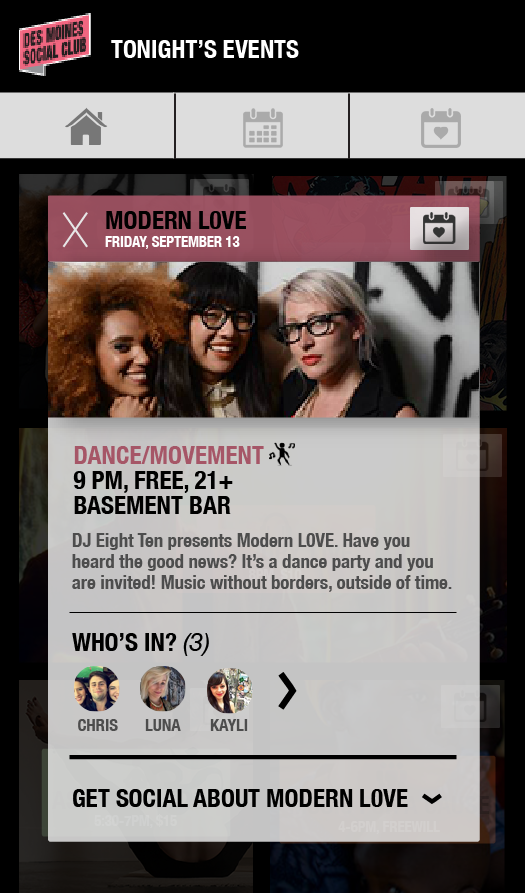 DES MOINES
SOCIAL CLUB
TONIGHT'S EVENTS
MODERN LOVE
FRIDAY, SEPTEMBER 13
DANCE/MOVEMENT
9 PM, FREE, 21+
BASEMENT BAR
DJ Eight Ten presents Modern LOVE. Have you
heard the good news? It's a dance party and you
are invited! Music without borders, outside of time.
WHO'S IN? (3)
CHRIS LUNA KAYLI
GET SOCIAL ABOUT MODERN LOVE
6:30-7PM, $15
4-6PM, FREEWILL